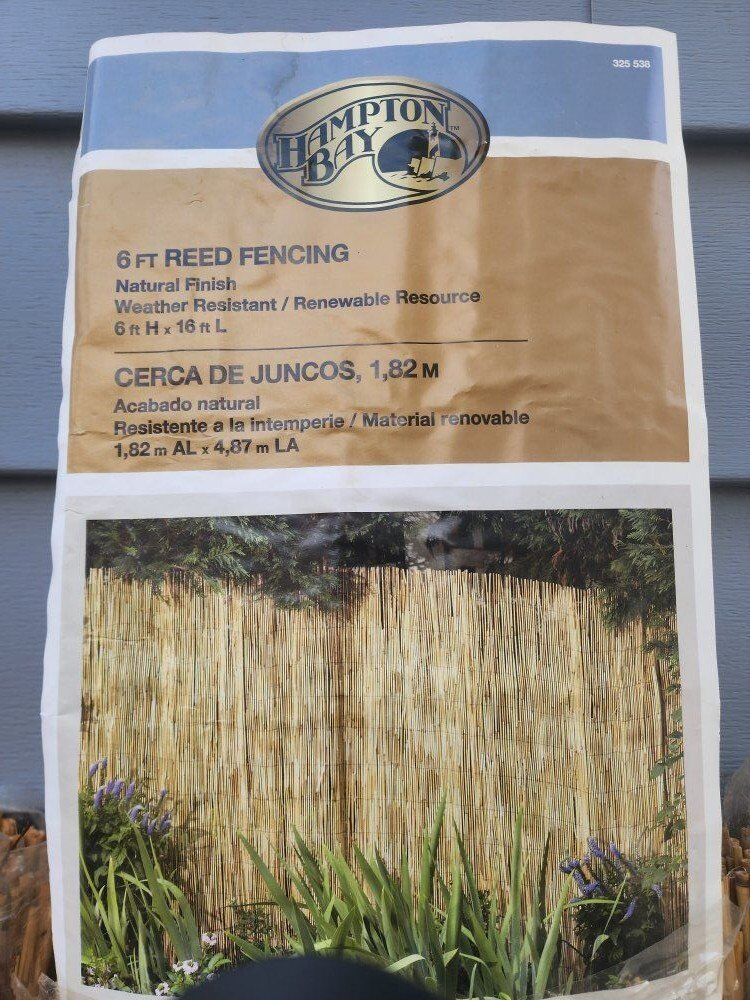 325 538
HAMPTON
BAY™
6 FT REED FENCING
Natural Finish
Weather Resistant / Renewable Resource
6 ft H x 16 ft L
CERCA DE JUNCOS, 1,82 M
Acabado natural
Resistente a la intemperie / Material renovable
1,82 m AL x 4,87 m LA